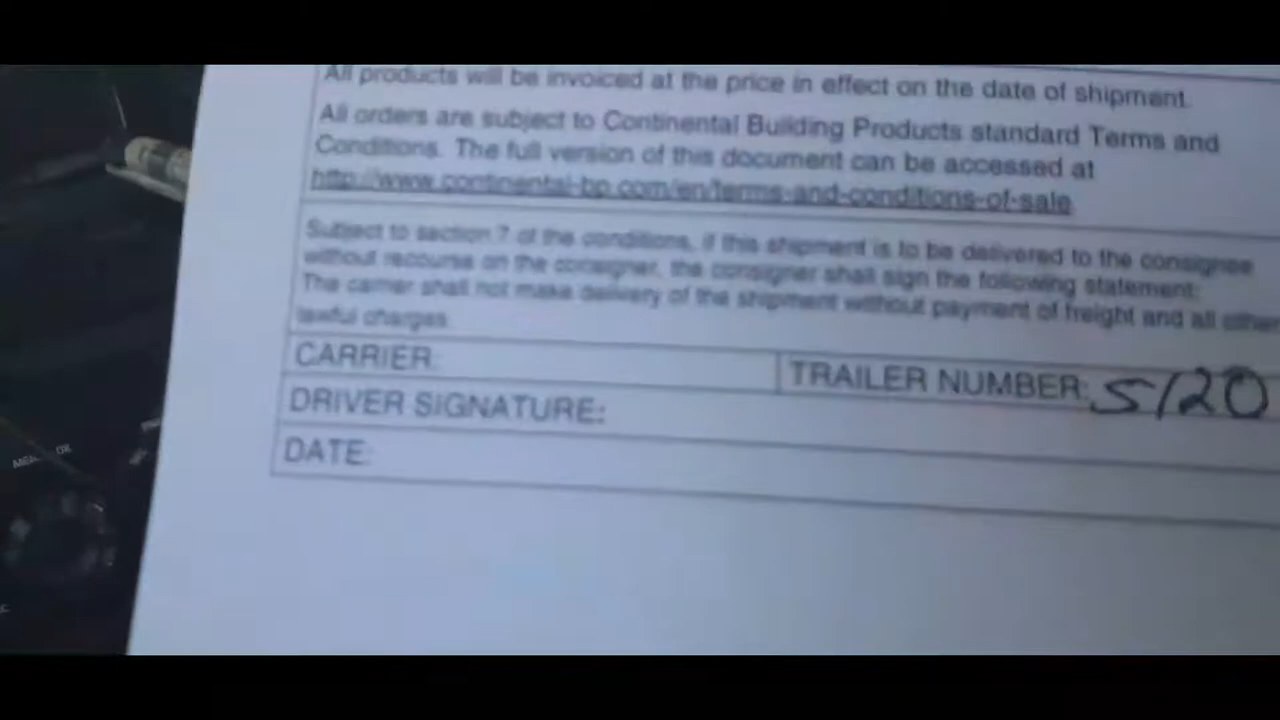 All products will be invoiced at the price in effect on the date of shipment.
All orders are subject to Continental Building Products standard Terms and
Conditions. The full version of this document can be accessed at
http://www.continental-bp.com/en/terms-and-conditions-of-sale
Subject to section 7 of the conditions, if this shipment is to be delivered to the consignee
without recourse on the consigner, the consigner shall sign the following statement:
The carrier shall not make delivery of the shipment without payment of freight and all other
lawful charges.
CARRIER:
TRAILER NUMBER: 5120
DRIVER SIGNATURE:
DATE:
OK